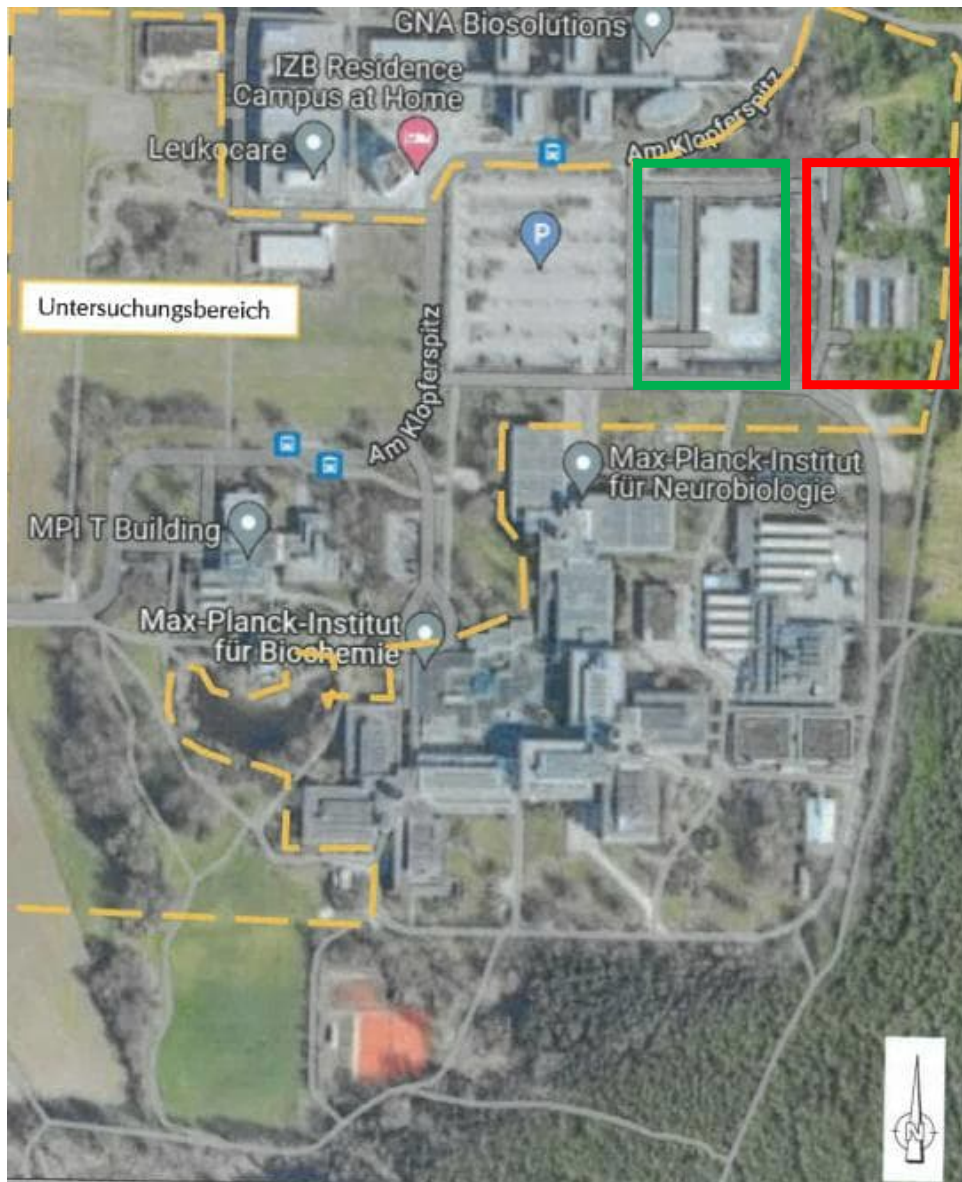 GNA Biosolutions
IZB Residence
Campus at Home
Leukocare
Am Klopferspitz
P
Untersuchungsbereich
Am Klopferspitz
Max-Planck-Institut
für Neurobiologie
MPI T Building
Max-Planck-Institut
für Biochemie
N